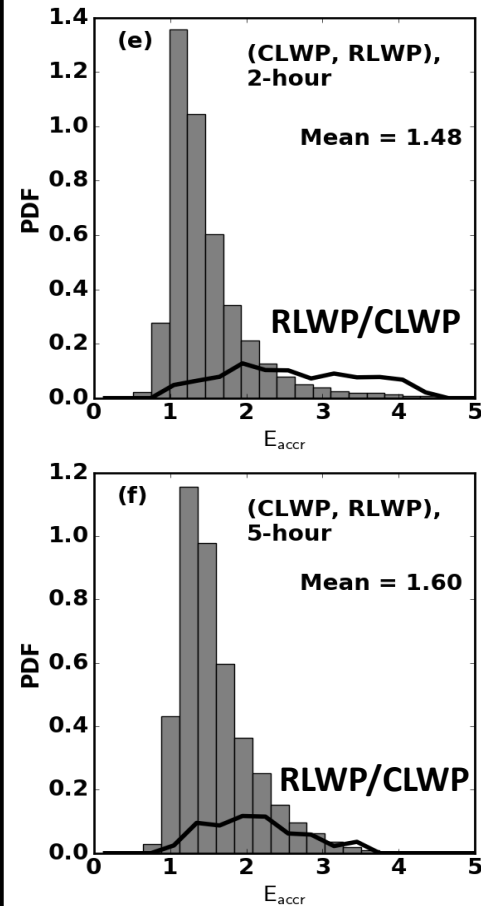 1.4
(e)
(CLWP, RLWP),
2-hour
1.2
Mean = 1.48
1.0
0.8
PDF
0.6
0.4
RLWP/CLWP
0.2
0.0
0 1 2 3 4 5
Eaccr
1.2
(f)
(CLWP, RLWP),
5-hour
1.0
Mean = 1.60
0.8
PDF
0.6
0.4
RLWP/CLWP
0.2
0.0
0 1 2 3 4 5
Eaccr